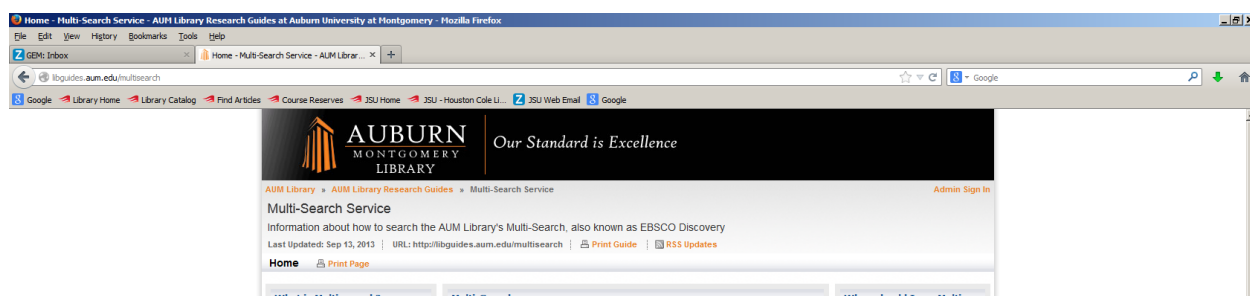 Home - Multi-Search Service - AUM Library Research Guides at Auburn University at Montgomery - Mozilla Firefox
File Edit View History Bookmarks Tools Help
GEM: Inbox × Home - Multi-Search Service - AUM Librar... × +
libguides.aum.edu/multisearch Google
Google Library Home Library Catalog Find Articles Course Reserves JSU Home JSU - Houston Cole Li... JSU Web Email Google
AUBURN
MONTGOMERY
LIBRARY
Our Standard is Excellence
AUM Library » AUM Library Research Guides » Multi-Search Service Admin Sign In
Multi-Search Service
Information about how to search the AUM Library's Multi-Search, also known as EBSCO Discovery
Last Updated: Sep 13, 2013 | URL: http://libguides.aum.edu/multisearch | Print Guide | RSS Updates
Home Print Page